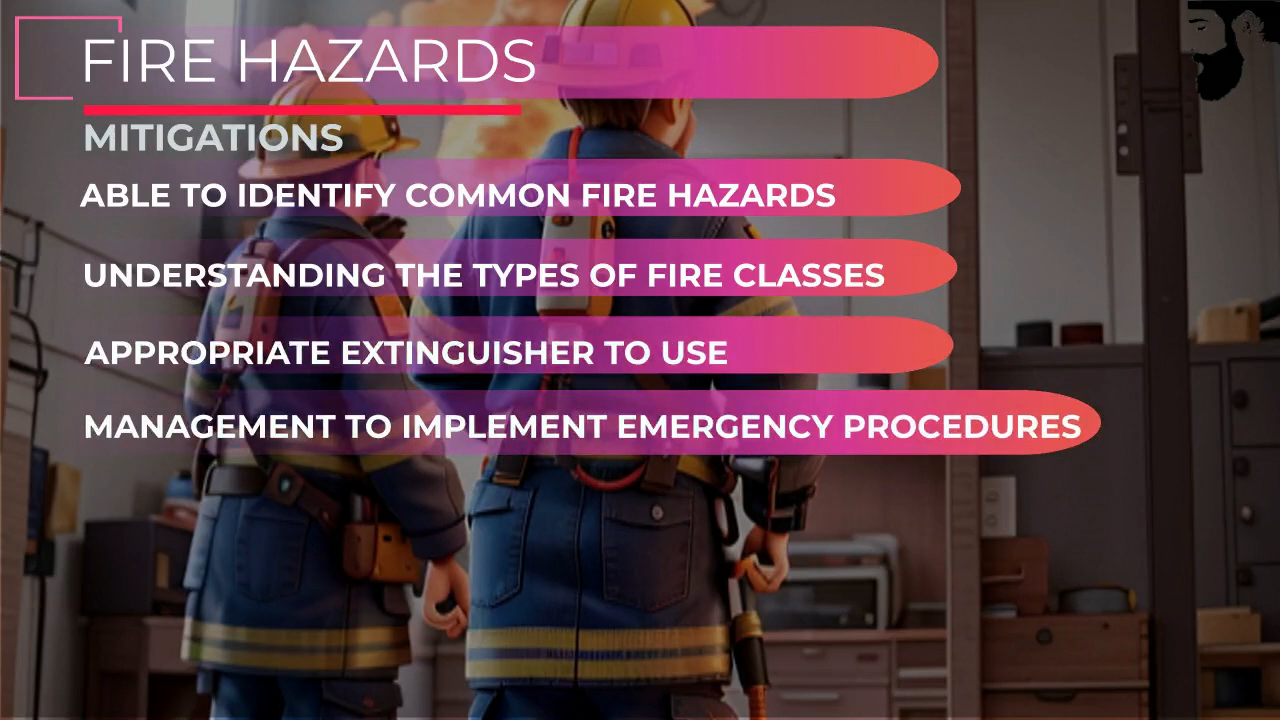 FIRE HAZARDS
MITIGATIONS
ABLE TO IDENTIFY COMMON FIRE HAZARDS
UNDERSTANDING THE TYPES OF FIRE CLASSES
APPROPRIATE EXTINGUISHER TO USE
MANAGEMENT TO IMPLEMENT EMERGENCY PROCEDURES